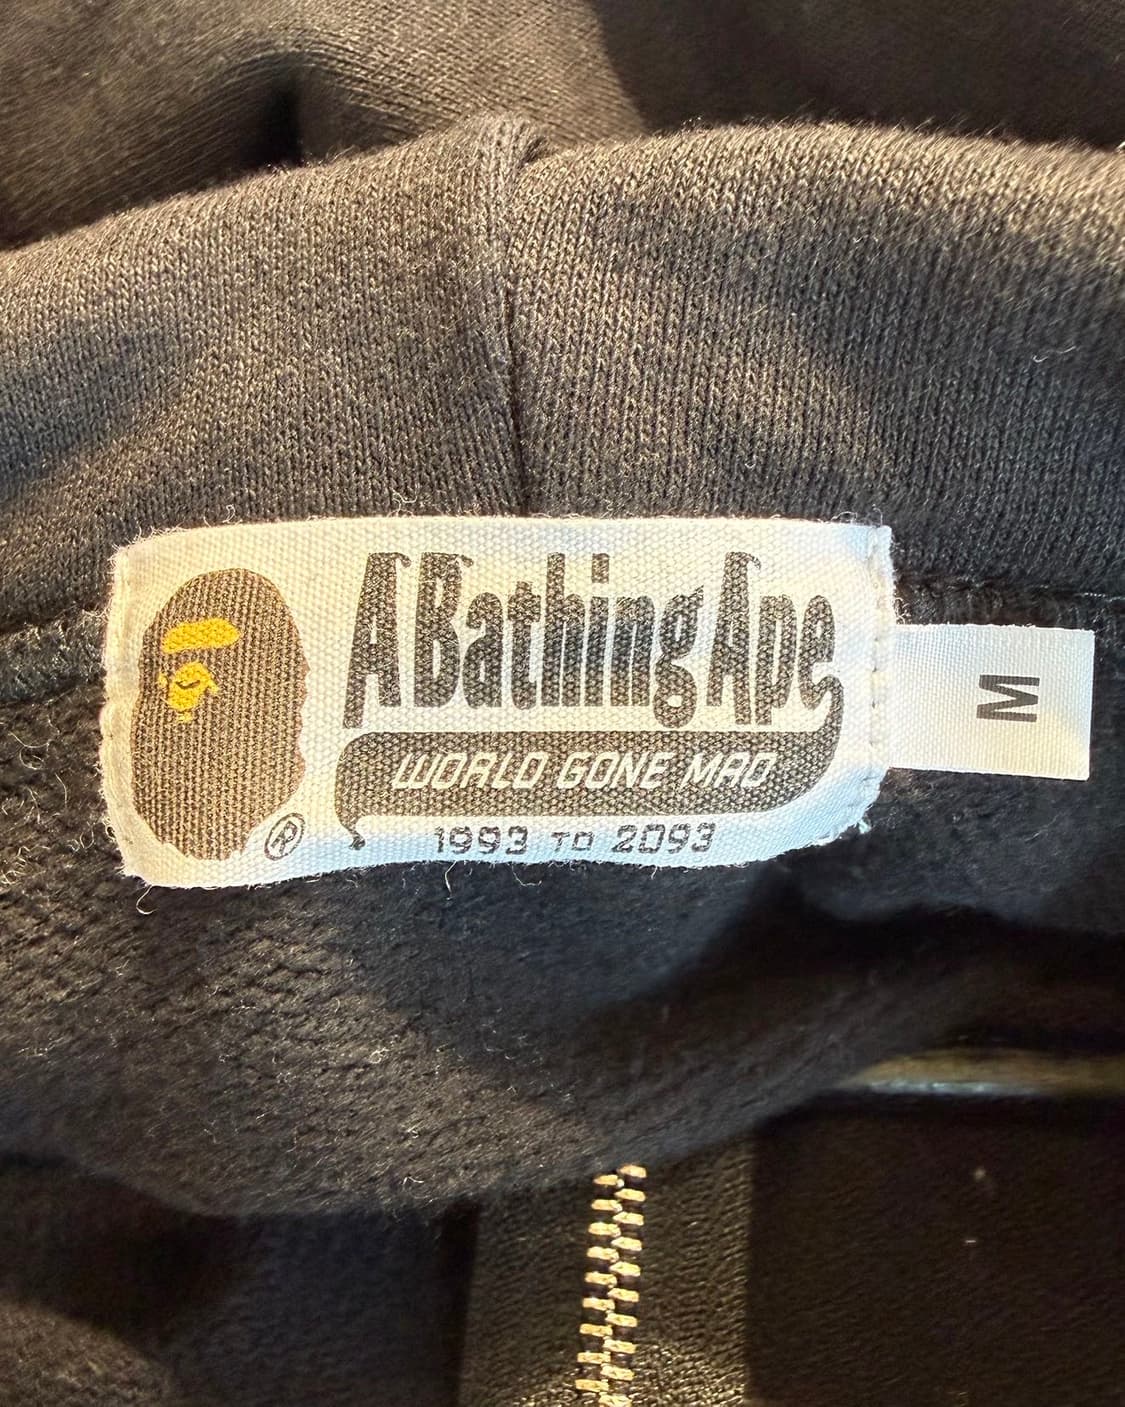 A Bathing Ape
WORLD GONE MAD
1993 TO 2093
®
M